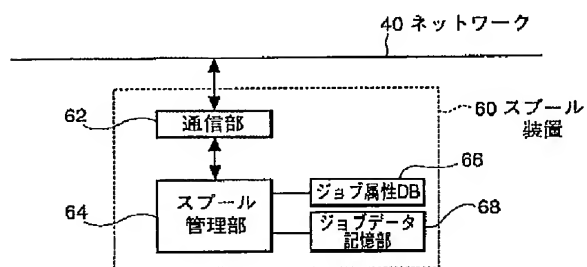 40 ネットワーク
62
通信部
60 スプール
装置
66
ジョブ属性DB
64
スプール
管理部
ジョブデータ
記憶部
68